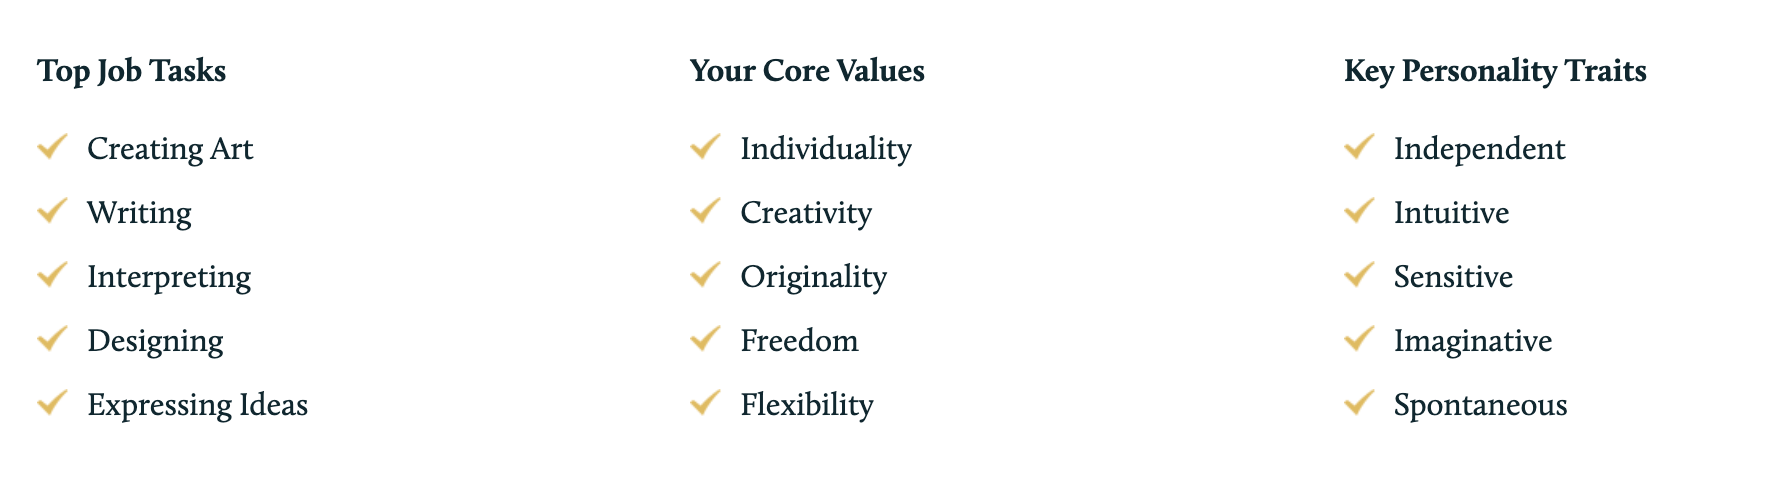 Top Job Tasks
Creating Art
Writing
Interpreting
Designing
Expressing Ideas
Your Core Values
Individuality
Creativity
Originality
Freedom
Flexibility
Key Personality Traits
Independent
Intuitive
Sensitive
Imaginative
Spontaneous